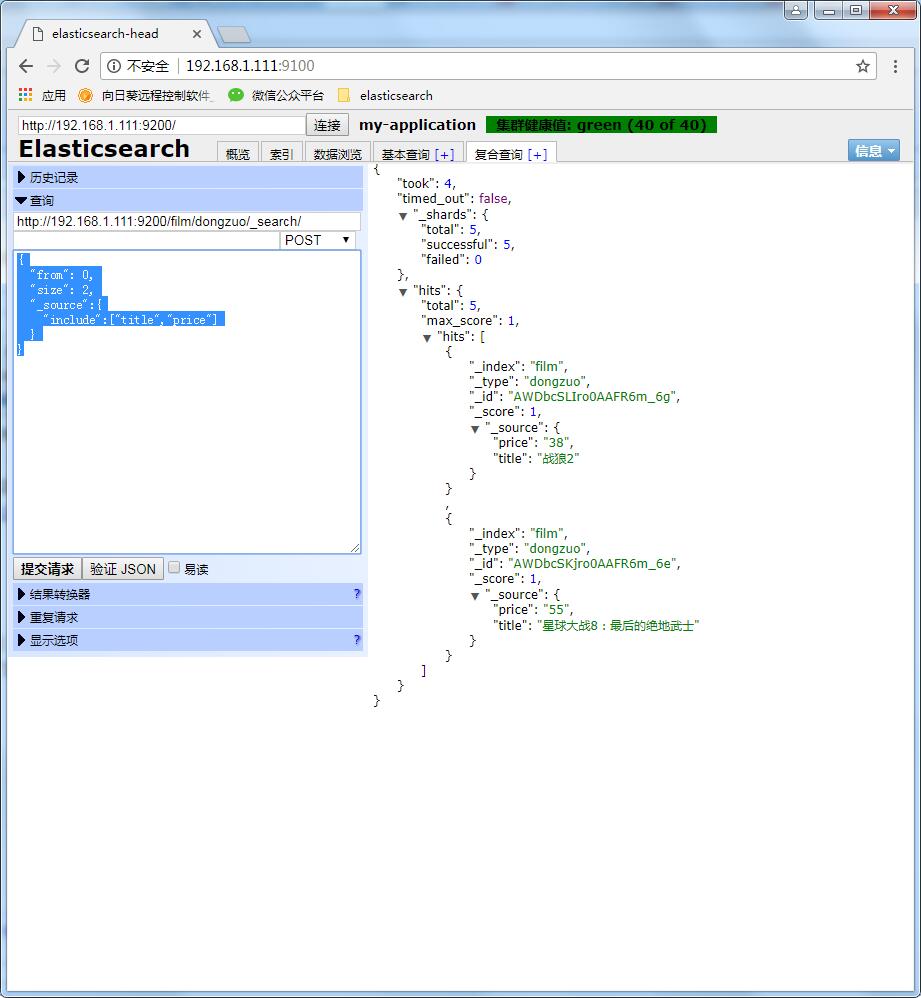 elasticsearch-head
不安全 192.168.1.111:9100
应用 向日葵远程控制软件_ 微信公众平台 elasticsearch
http://192.168.1.111:9200/ 连接 my-application 集群健康值: green (40 of 40)
Elasticsearch 概览 索引 数据浏览 基本查询 [+] 复合查询 [+] 信息
历史记录
查询
http://192.168.1.111:9200/film/dongzuo/_search/
POST
{
"from": 0,
"size": 2,
"_source":{
"include":["title","price"]
}
}
提交请求 验证 JSON 易读
结果转换器 ?
重复请求
显示选项 ?
{
"took": 4,
"timed_out": false,
"_shards": {
"total": 5,
"successful": 5,
"failed": 0
},
"hits": {
"total": 5,
"max_score": 1,
"hits": [
{
"_index": "film",
"_type": "dongzuo",
"_id": "AWDbcSLIro0AAFR6m_6g",
"_score": 1,
"_source": {
"price": "38",
"title": "战狼2"
}
}
,
{
"_index": "film",
"_type": "dongzuo",
"_id": "AWDbcSKjro0AAFR6m_6e",
"_score": 1,
"_source": {
"price": "55",
"title": "星球大战8：最后的绝地武士"
}
}
]
}
}